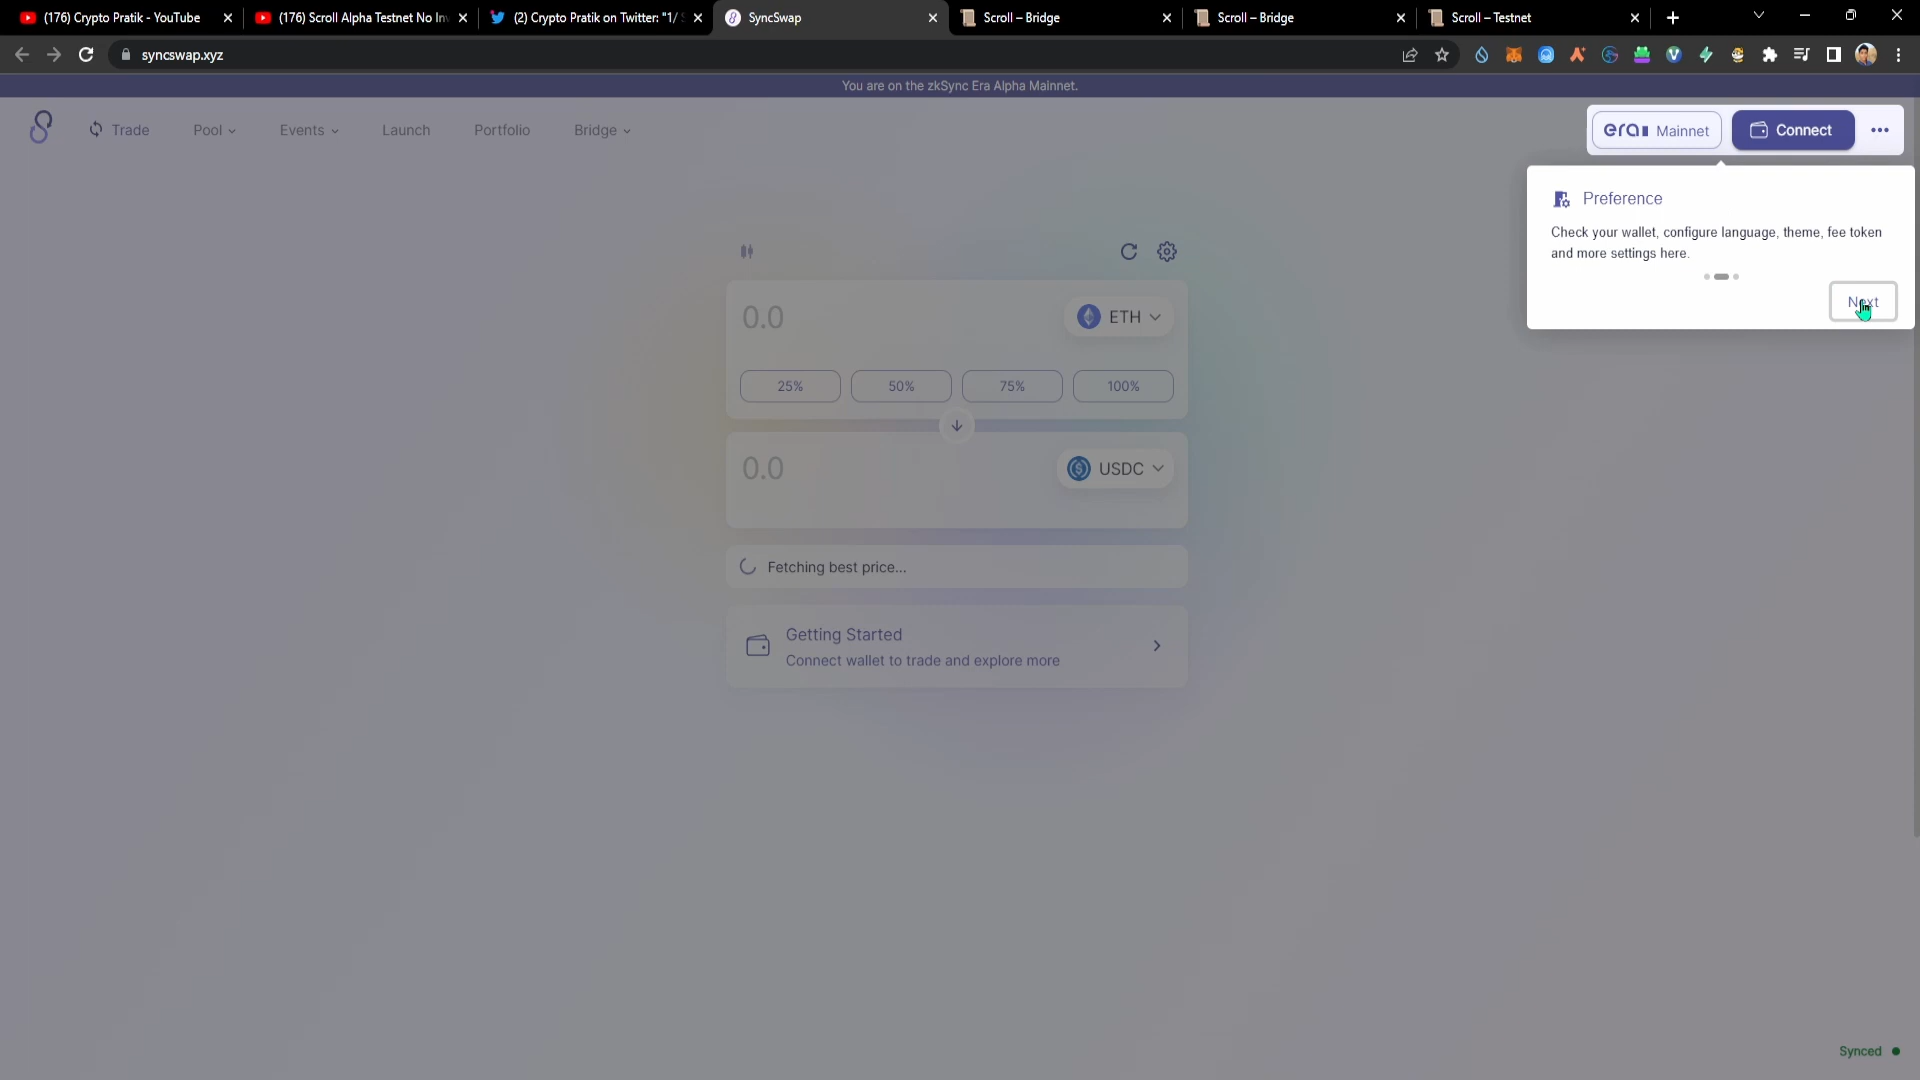 (176) Crypto Pratik - YouTube
(176) Scroll Alpha Testnet No In
(2) Crypto Pratik on Twitter: "1/ S
SyncSwap
Scroll – Bridge
Scroll – Bridge
Scroll – Testnet
syncswap.xyz
You are on the zkSync Era Alpha Mainnet.
Trade
Pool
Events
Launch
Portfolio
Bridge
era Mainnet
Connect
Preference
Check your wallet, configure language, theme, fee token
and more settings here.
Next
0.0
ETH
25%
50%
75%
100%
0.0
USDC
Fetching best price...
Getting Started
Connect wallet to trade and explore more
Synced